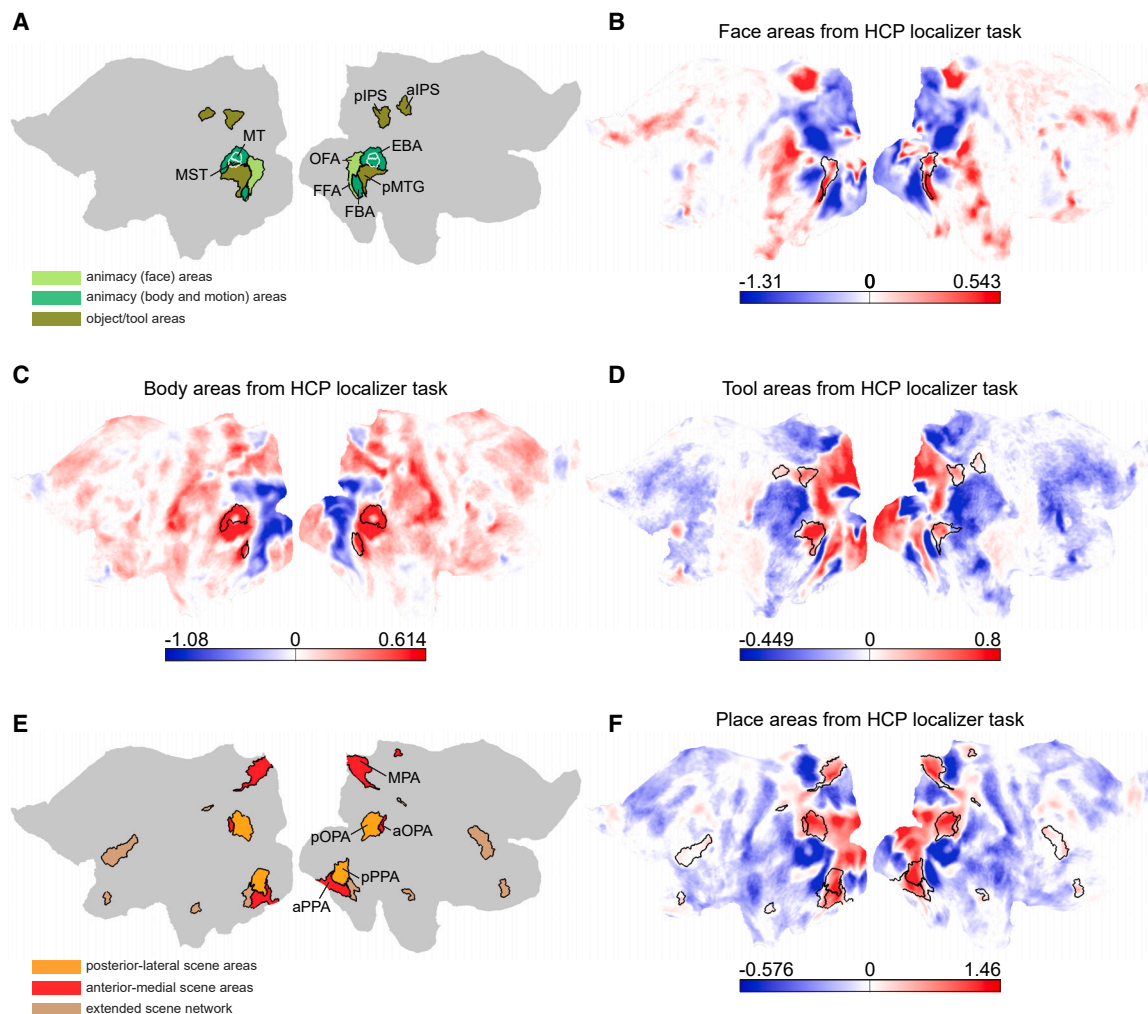 A
pIPS
aIPS
MT
EBA
OFA
MST
FFA
pMTG
FBA
animacy (face) areas
animacy (body and motion) areas
object/tool areas
B
Face areas from HCP localizer task
-1.31 0 0.543
C
Body areas from HCP localizer task
-1.08 0 0.614
D
Tool areas from HCP localizer task
-0.449 0 0.8
E
MPA
pOPA
aOPA
pPPA
aPPA
posterior-lateral scene areas
anterior-medial scene areas
extended scene network
F
Place areas from HCP localizer task
-0.576 0 1.46